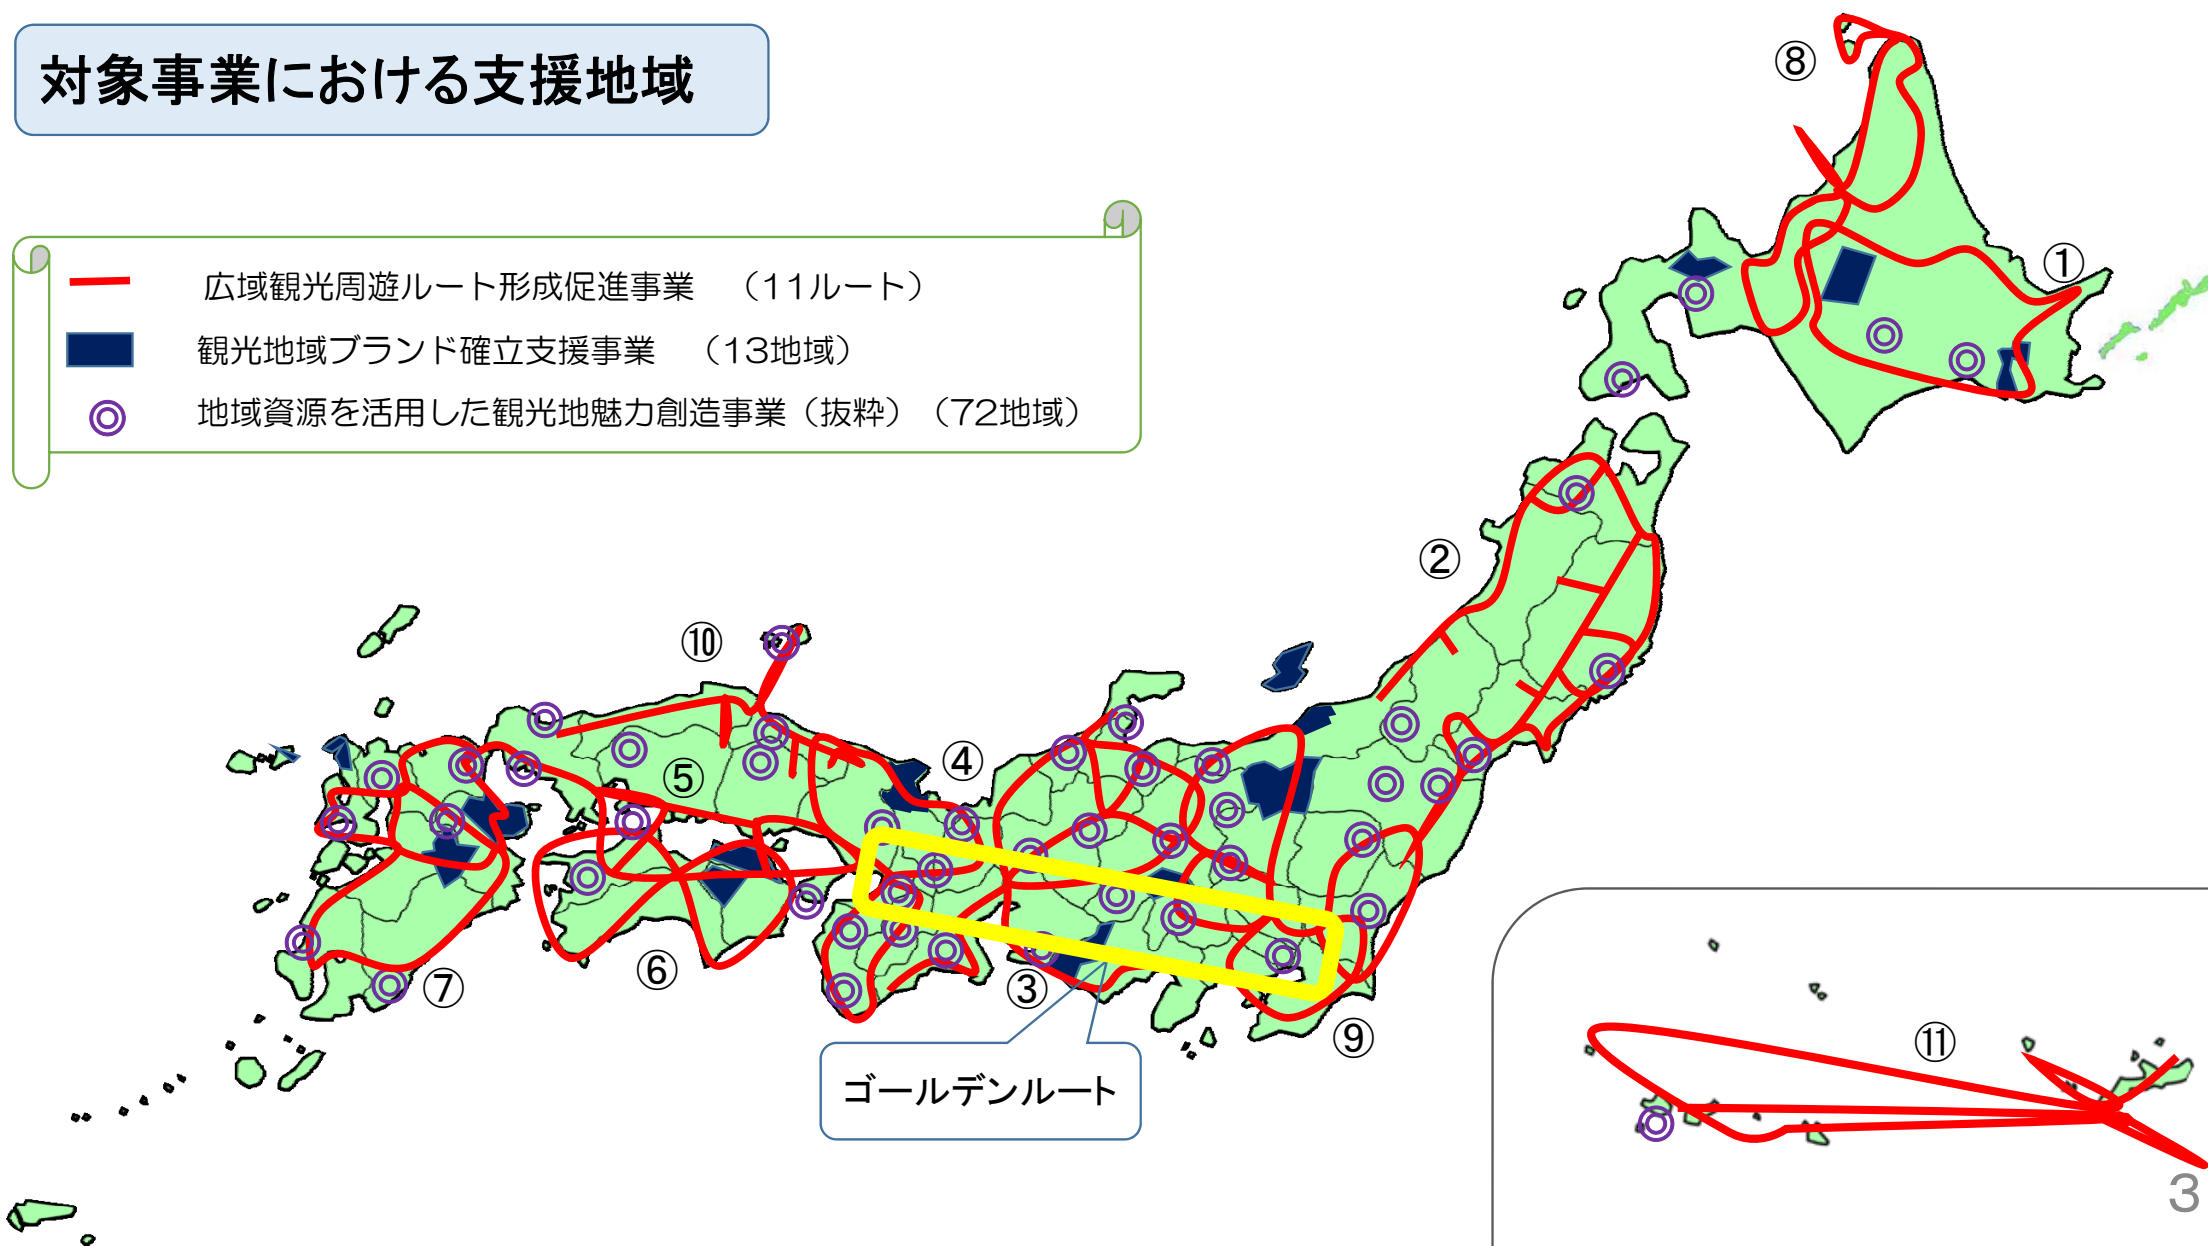 対象事業における支援地域
広域観光周遊ルート形成促進事業 （11ルート）
観光地域ブランド確立支援事業 （13地域）
地域資源を活用した観光地魅力創造事業（抜粋）（72地域）
⑧
①
②
⑩
④
⑤
⑥
⑦
③
⑨
ゴールデンルート
⑪
3